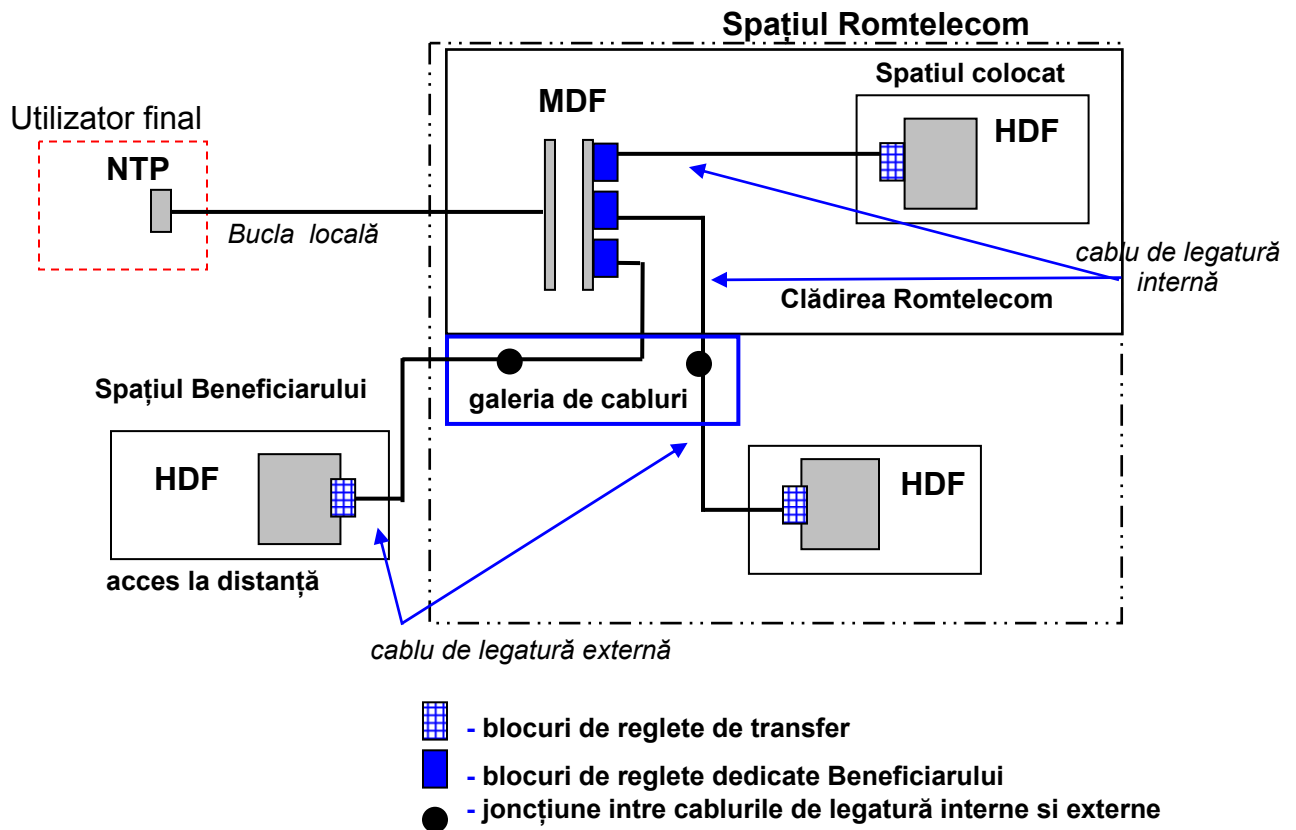 Spațiul Romtelecom
Spatiul colocat
MDF
HDF
Utilizator final
NTP
Bucla locală
cablu de legatură
internă
Clădirea Romtelecom
Spațiul Beneficiarului
galeria de cabluri
HDF
HDF
acces la distanță
cablu de legatură externă
- blocuri de reglete de transfer
- blocuri de reglete dedicate Beneficiarului
- joncțiune intre cablurile de legatură interne si externe